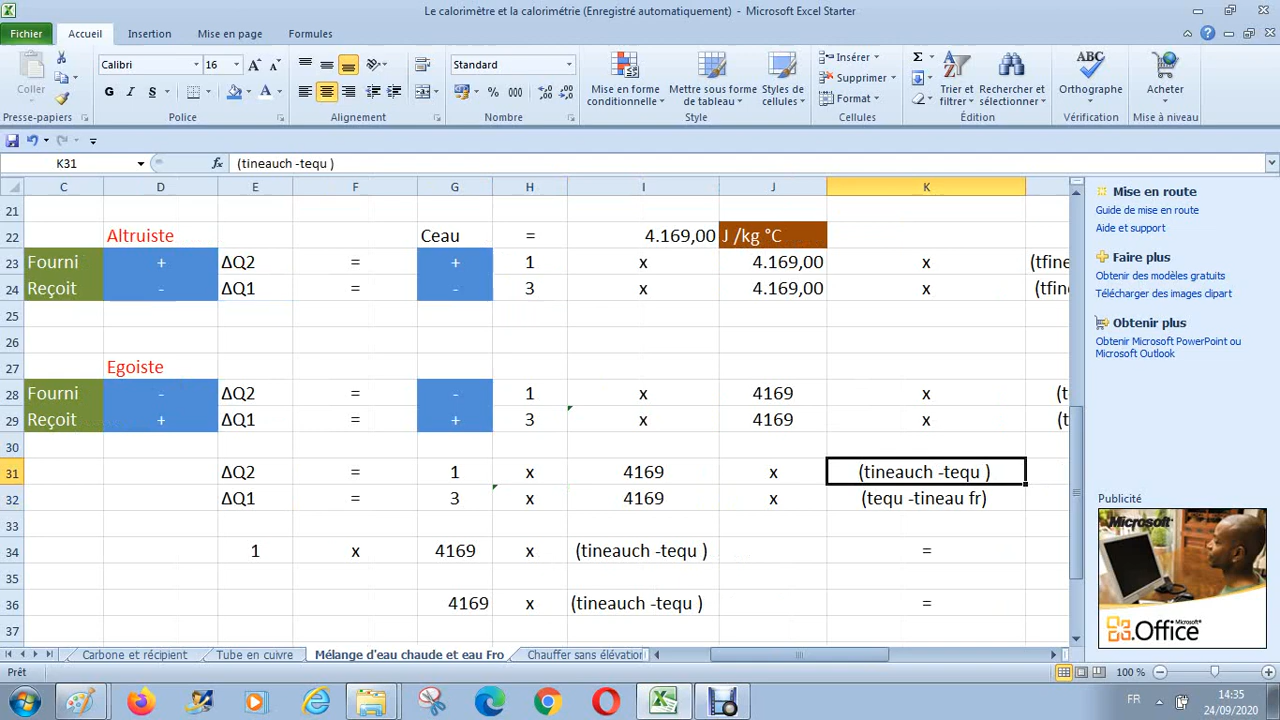 Le calorimètre et la calorimétrie (Enregistré automatiquement) - Microsoft Excel Starter
Fichier Accueil Insertion Mise en page Formules
Coller Calibri 16 A A Standard Mise en forme conditionnelle Mettre sous forme de tableau Styles de cellules Insérer Supprimer Format Σ Trier et filtrer Rechercher et sélectionner ABC Orthographe Acheter
G I S A % 000
Presse-papiers Police Alignement Nombre Style Cellules Édition Vérification Mise à niveau
K31 fx (tineauch -tequ )
C D E F G H I J K
21
22 Altruiste Ceau = 4.169,00 J /kg °C
23 Fourni + ΔQ2 = + 1 x 4.169,00 x (tfin
24 Reçoit - ΔQ1 = - 3 x 4.169,00 x (tfin
25
26
27 Egoiste
28 Fourni - ΔQ2 = - 1 x 4169 x (t
29 Reçoit + ΔQ1 = + 3 x 4169 x (t
30
31 ΔQ2 = 1 x 4169 x (tineauch -tequ )
32 ΔQ1 = 3 x 4169 x (tequ -tineau fr)
33
34 1 x 4169 x (tineauch -tequ ) =
35
36 4169 x (tineauch -tequ ) =
37
Mise en route
Guide de mise en route
Aide et support
Faire plus
Obtenir des modèles gratuits
Télécharger des images clipart
Obtenir plus
Obtenir Microsoft PowerPoint ou
Microsoft Outlook
Publicité
Microsoft
Office
Carbone et récipient Tube en cuivre Mélange d'eau chaude et eau Fro Chauffer sans élévation
Prêt 100 %
FR 14:35
24/09/2020